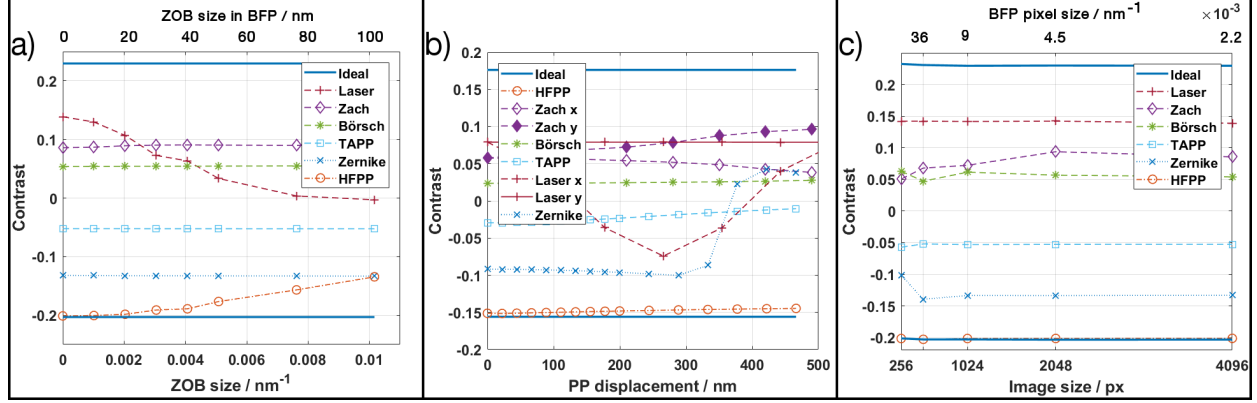 a)
ZOB size in BFP / nm
0 20 40 60 80 100
Contrast
0.2
0.1
0
-0.1
-0.2
Ideal
Laser
Zach
Börsch
TAPP
Zernike
HFPP
0 0.002 0.004 0.006 0.008 0.01
ZOB size / nm-1
b)
Contrast
0.2
0.15
0.1
0.05
0
-0.05
-0.1
-0.15
-0.2
Ideal
HFPP
Zach x
Zach y
Börsch
TAPP
Laser x
Laser y
Zernike
0 100 200 300 400 500
PP displacement / nm
c)
BFP pixel size / nm-1
×10-3
36 9 4.5 2.2
Contrast
0.2
0.15
0.1
0.05
-0.05
-0.1
-0.15
-0.2
Ideal
Laser
Zach
Börsch
TAPP
Zernike
HFPP
256 1024 2048 4096
Image size / px